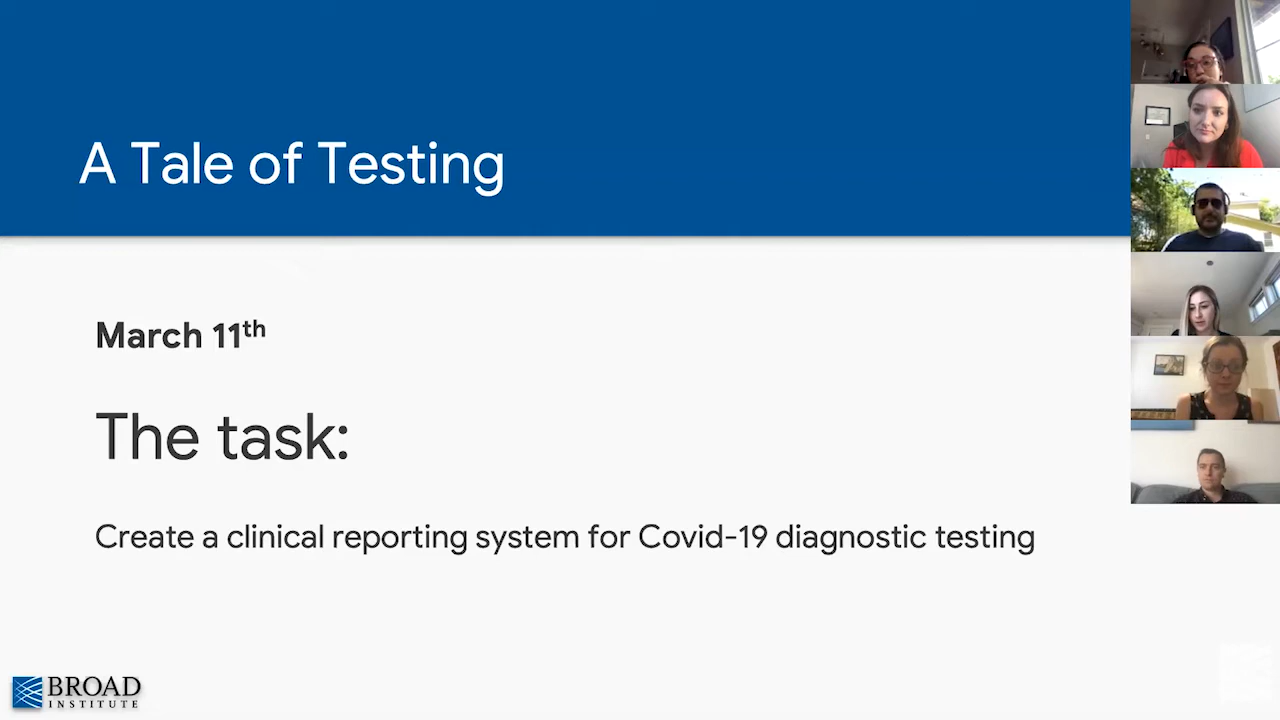 A Tale of Testing
March 11th
The task:
Create a clinical reporting system for Covid-19 diagnostic testing
BROAD
INSTITUTE